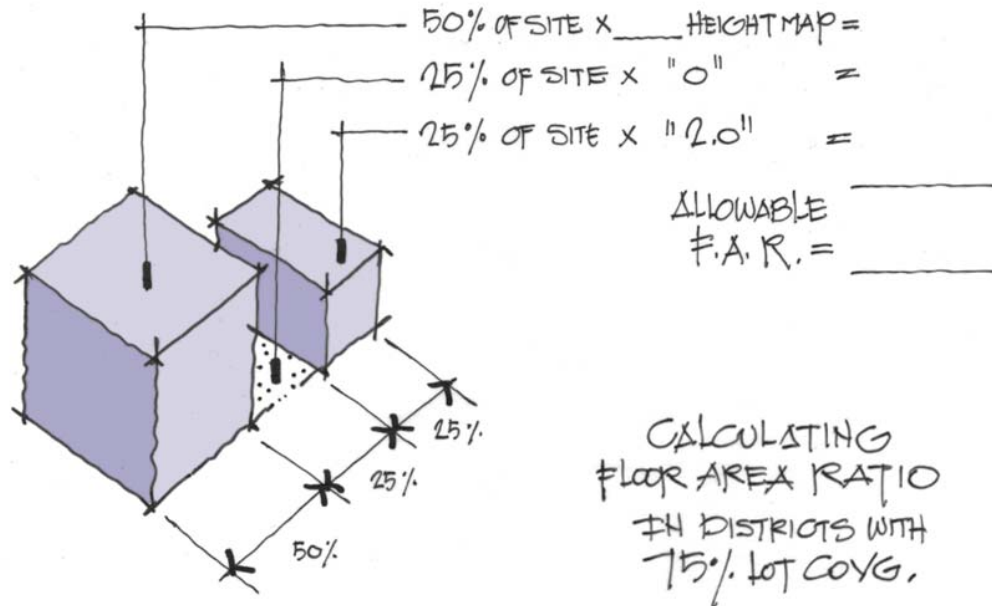 50% OF SITE X ____ HEIGHT MAP =
25% OF SITE X "0" =
25% OF SITE X "2.0" =
ALLOWABLE
F.A.R. =
25%
25%
50%
CALCULATING
FLOOR AREA RATIO
IN DISTRICTS WITH
75% LOT COVG.